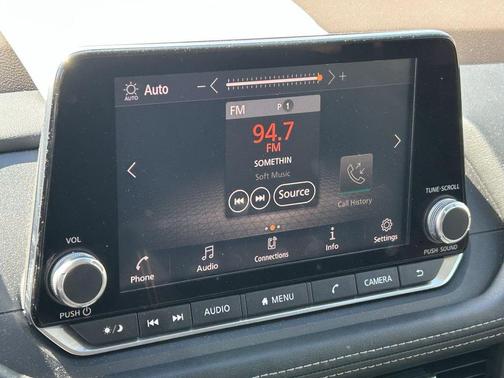 AUTO Auto − +
FM P 1
94.7
FM
SOMETHIN
Soft Music
Source
Call History
TUNE·SCROLL
VOL
Phone Audio Connections Info Settings
PUSH SOUND
PUSH
AUDIO MENU CAMERA